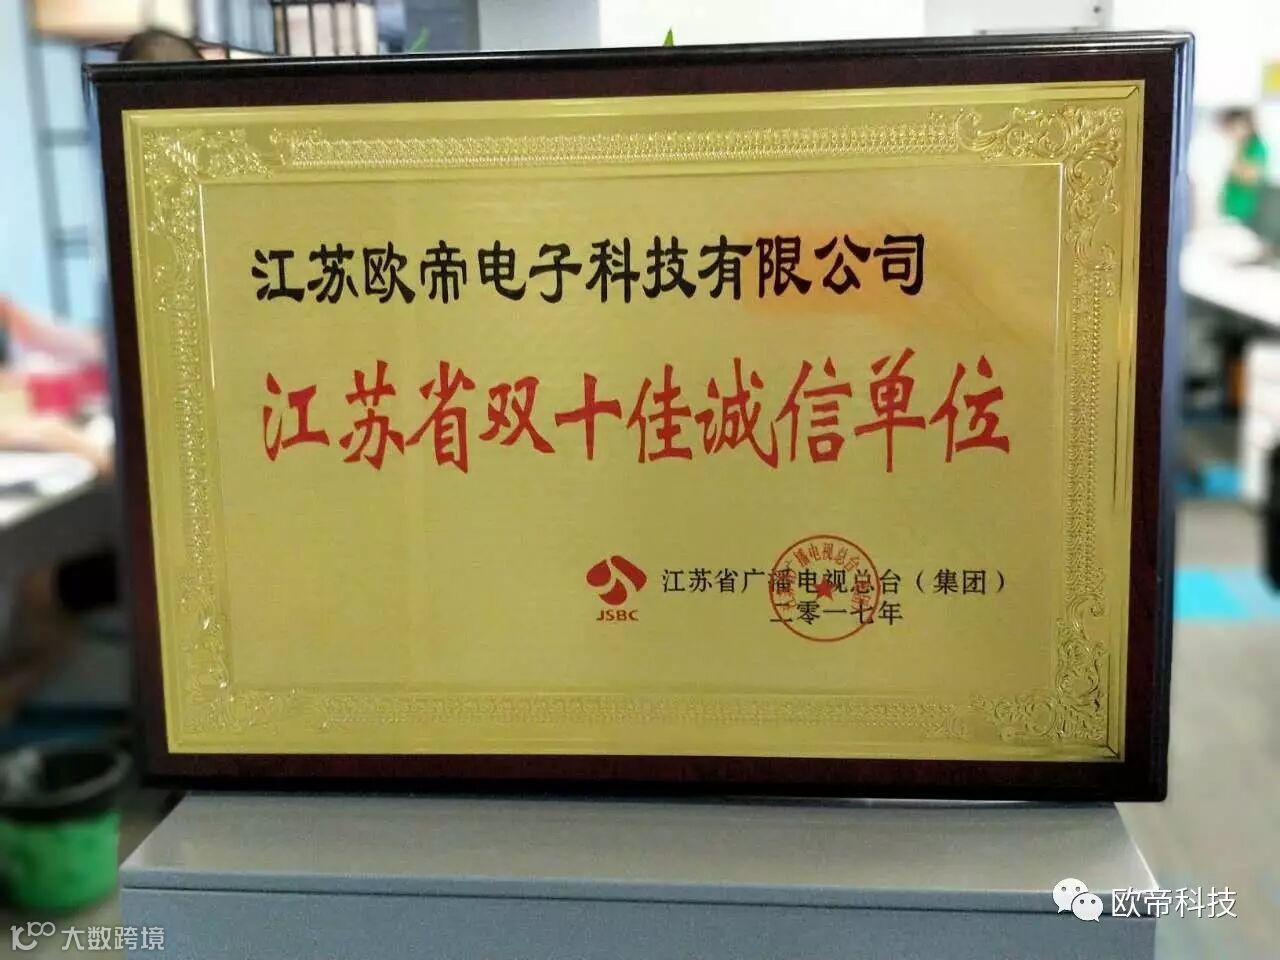 江苏欧帝电子科技有限公司
江苏省双十佳诚信单位
JSBC
江苏省广播电视总台（集团）
二零一七年
欧帝科技
大数跨境